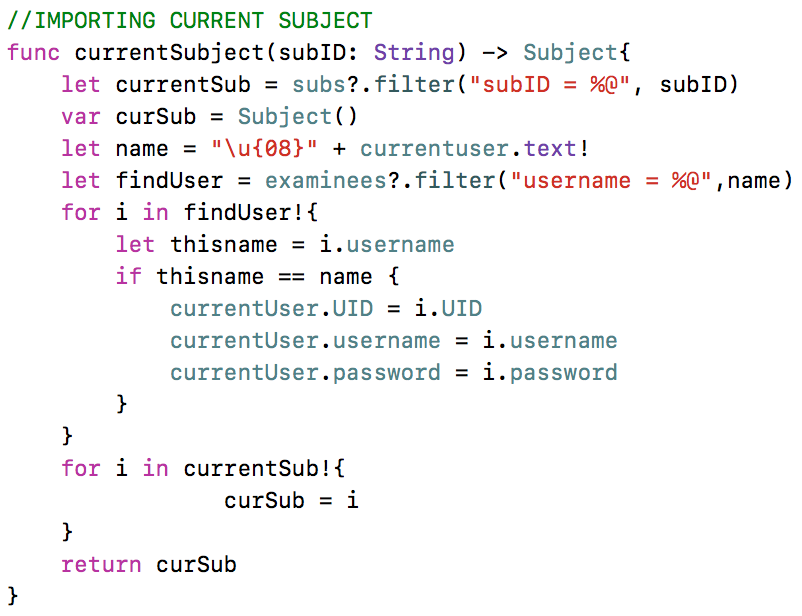 //IMPORTING CURRENT SUBJECT
func currentSubject(subID: String) -> Subject{
    let currentSub = subs?.filter("subID = %@", subID)
    var curSub = Subject()
    let name = "\u{08}" + currentuser.text!
    let findUser = examinees?.filter("username = %@",name)
    for i in findUser!{
        let thisname = i.username
        if thisname == name {
            currentUser.UID = i.UID
            currentUser.username = i.username
            currentUser.password = i.password
        }
    }
    for i in currentSub!{
                curSub = i
    }
    return curSub
}